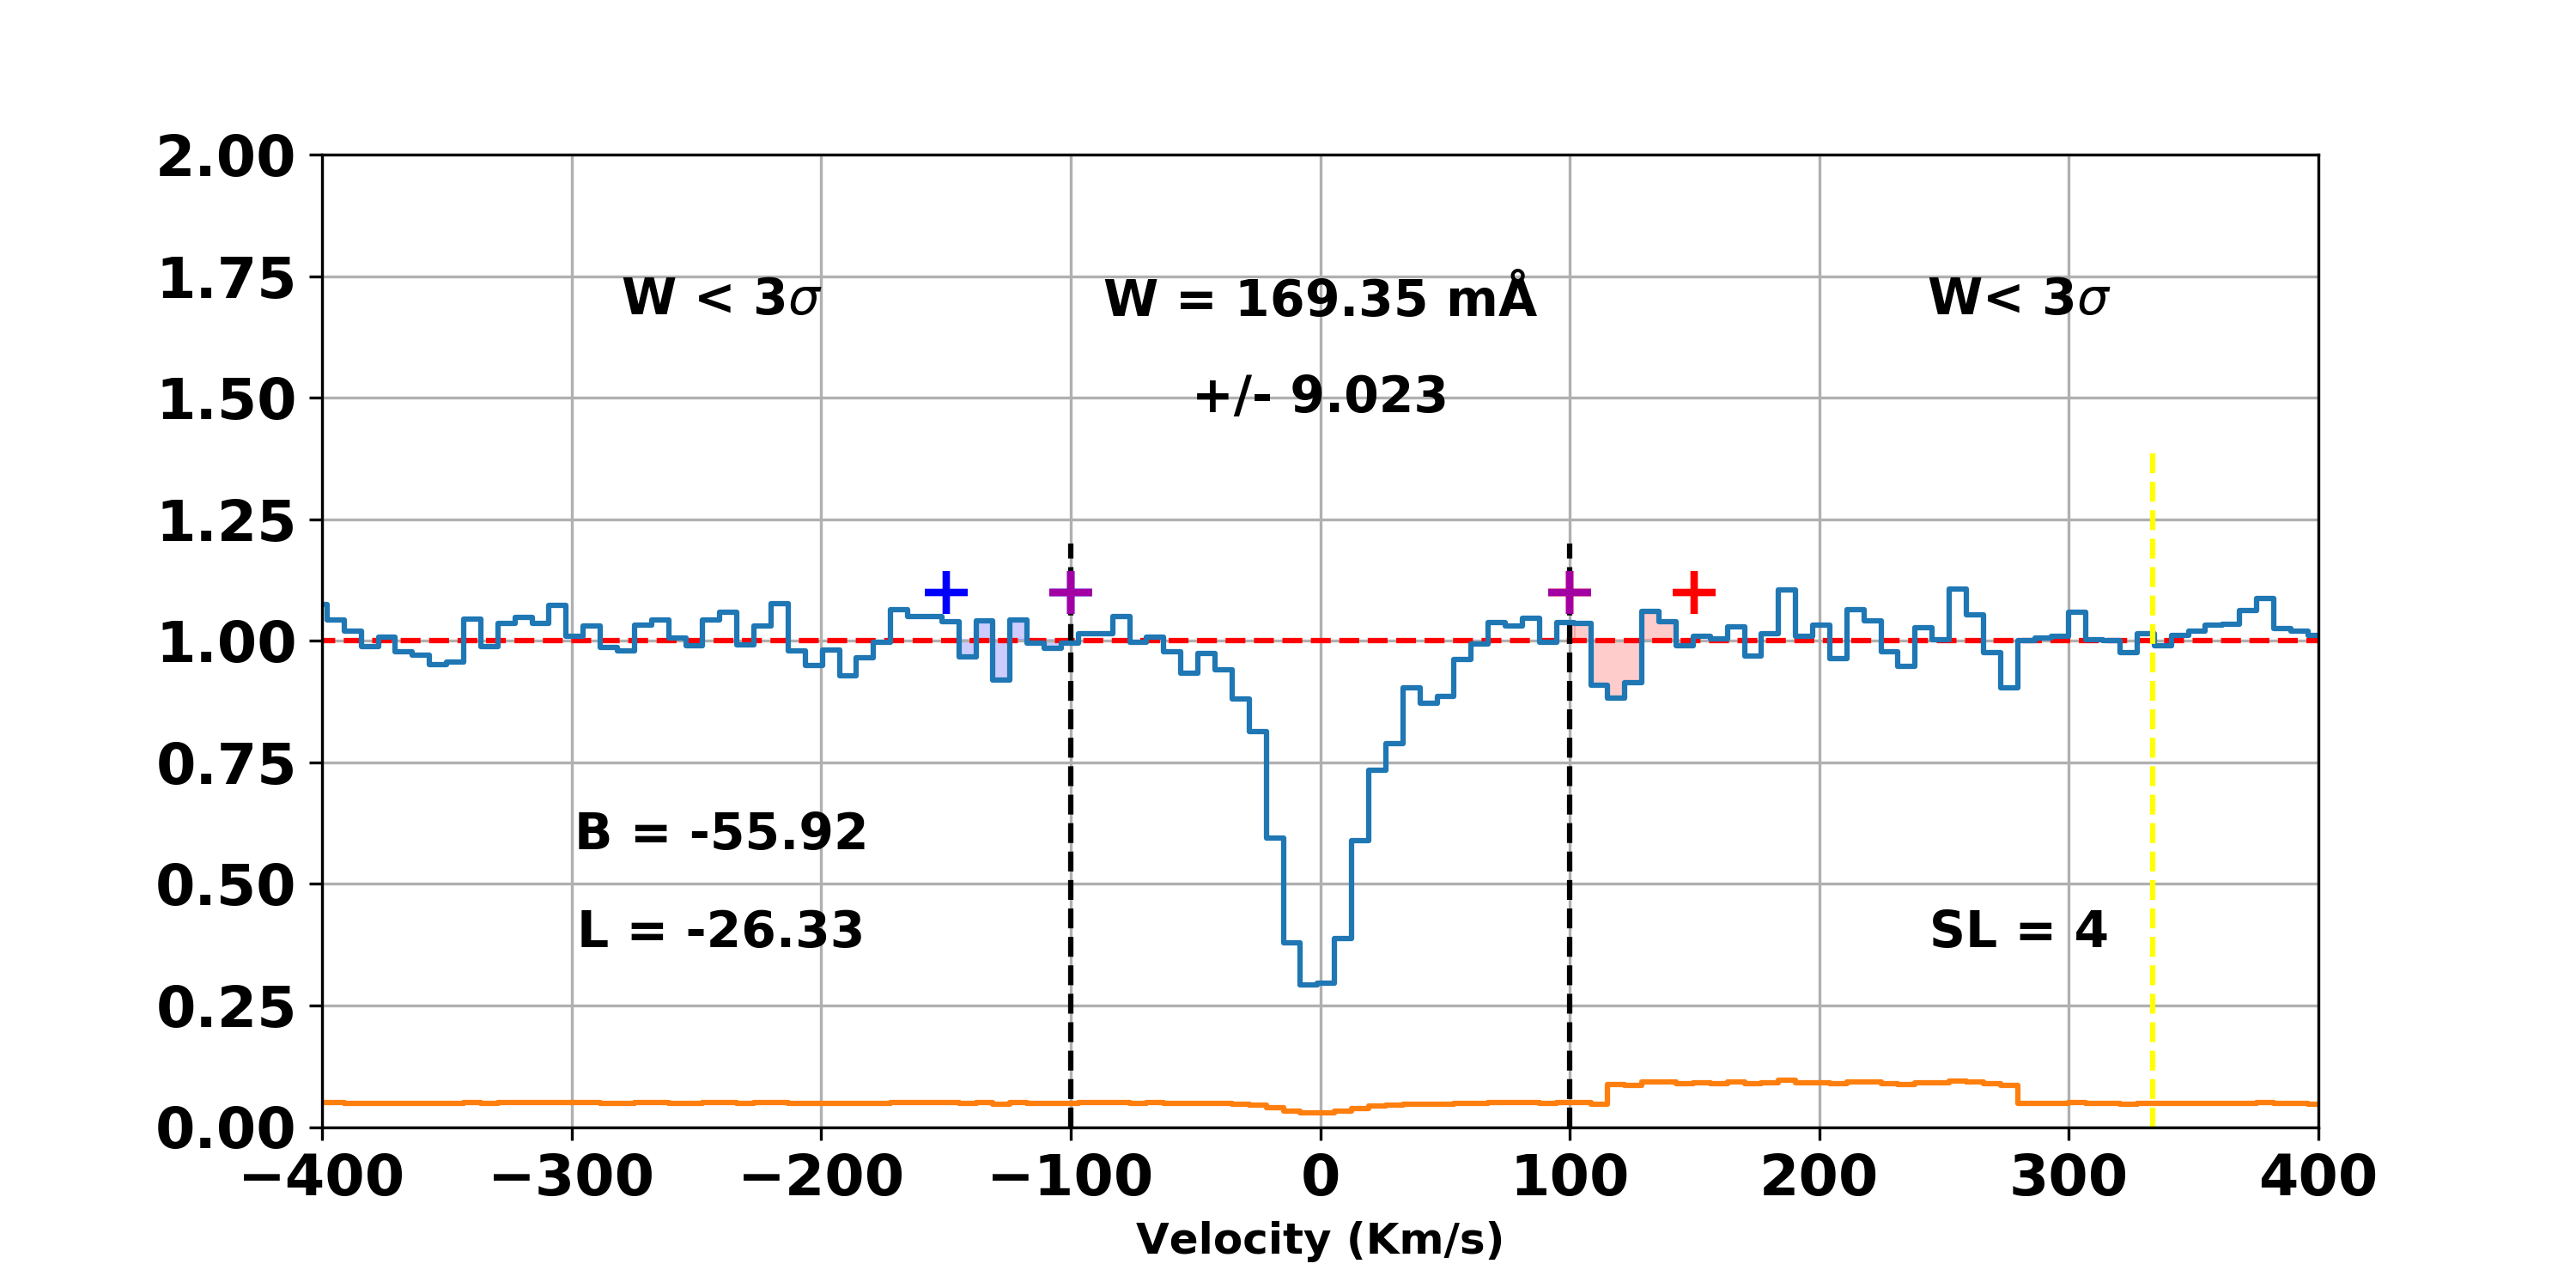 2.00
1.75
W < 3σ
W = 169.35 mÅ
W< 3σ
1.50
+/- 9.023
1.25
1.00
0.75
B = -55.92
0.50
L = -26.33
SL = 4
0.25
0.00
−400 −300 −200 −100 0 100 200 300 400
Velocity (Km/s)